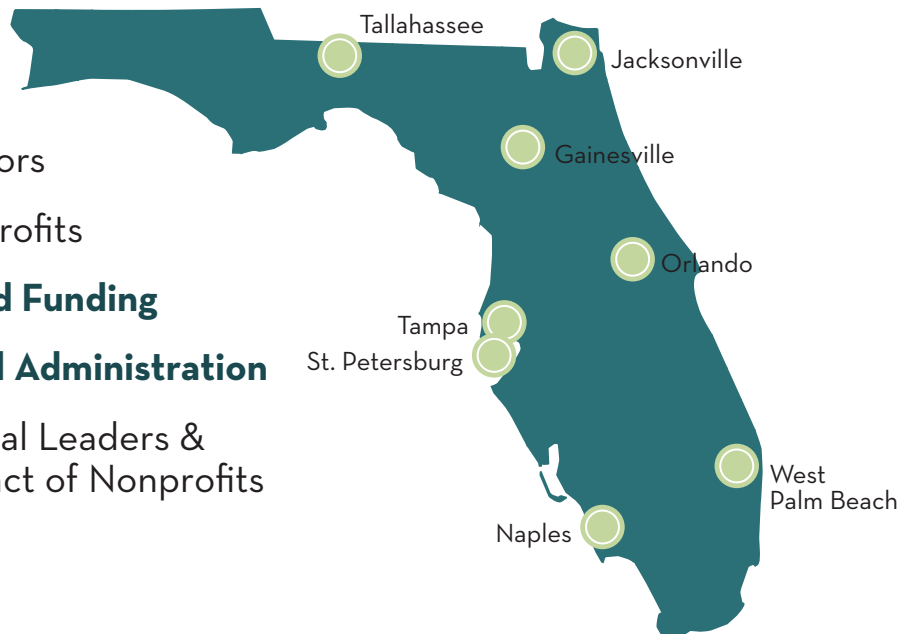 ors
rofits
d Funding
l Administration
al Leaders &
act of Nonprofits
Tallahassee
Jacksonville
Gainesville
Orlando
Tampa
St. Petersburg
West
Palm Beach
Naples